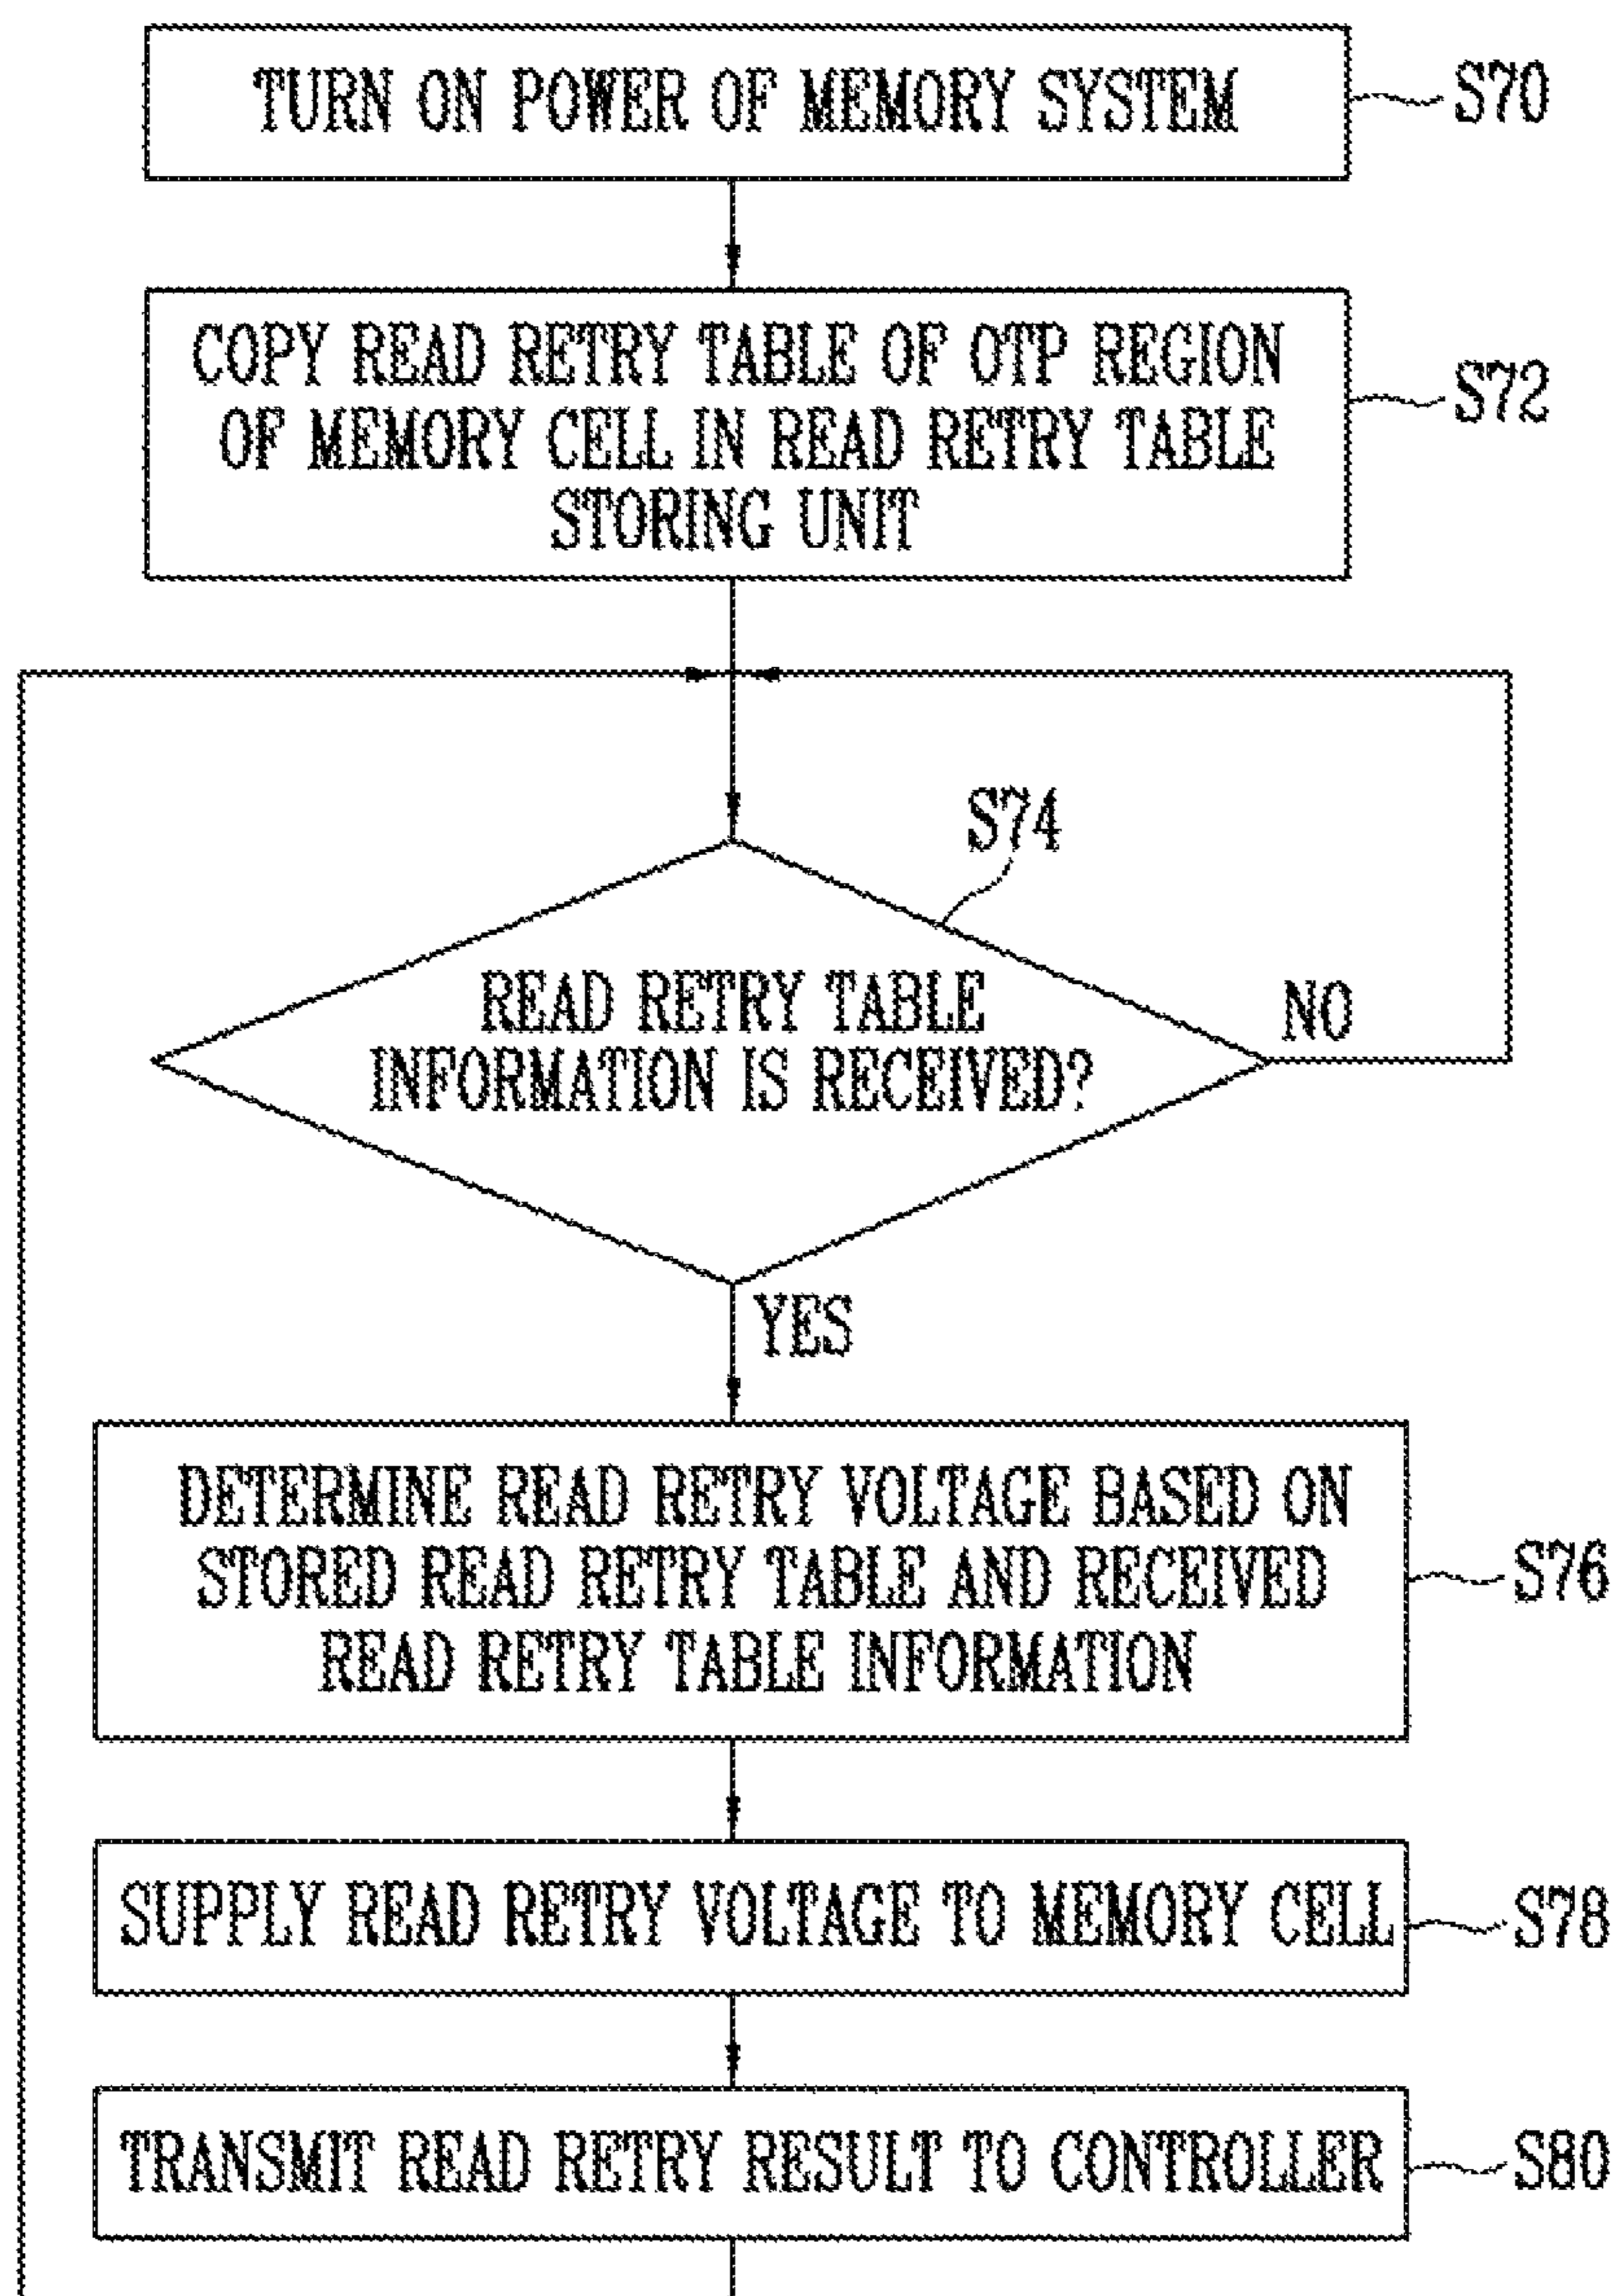 TURN ON POWER OF MEMORY SYSTEM
S70
COPY READ RETRY TABLE OF OTP REGION
OF MEMORY CELL IN READ RETRY TABLE
STORING UNIT
S72
S74
READ RETRY TABLE
INFORMATION IS RECEIVED?
NO
YES
DETERMINE READ RETRY VOLTAGE BASED ON
STORED READ RETRY TABLE AND RECEIVED
READ RETRY TABLE INFORMATION
S76
SUPPLY READ RETRY VOLTAGE TO MEMORY CELL
S78
TRANSMIT READ RETRY RESULT TO CONTROLLER
S80